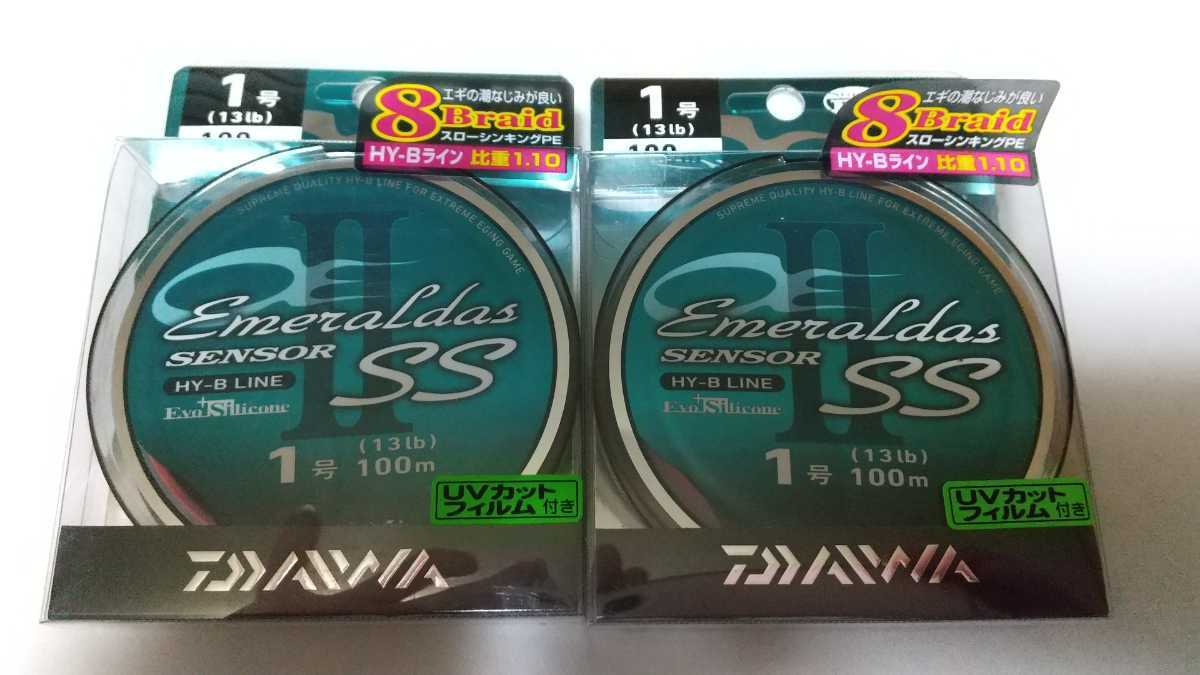 1号
(13lb)
100
エギの潮なじみが良い
8Braid
スローシンキングPE
HY-Bライン 比重1.10
SUPREME QUALITY HY-B LINE FOR EXTREME EGING GAME
II
Emeraldas
SENSOR SS
HY-B LINE
Evo+Silicone
(13lb)
1号 100m
UVカット
フィルム付き
DAIWA
1号
(13lb)
100
エギの潮なじみが良い
8Braid
スローシンキングPE
HY-Bライン 比重1.10
SUPREME QUALITY HY-B LINE FOR EXTREME EGING GAME
II
Emeraldas
SENSOR SS
HY-B LINE
Evo+Silicone
(13lb)
1号 100m
UVカット
フィルム付き
DAIWA